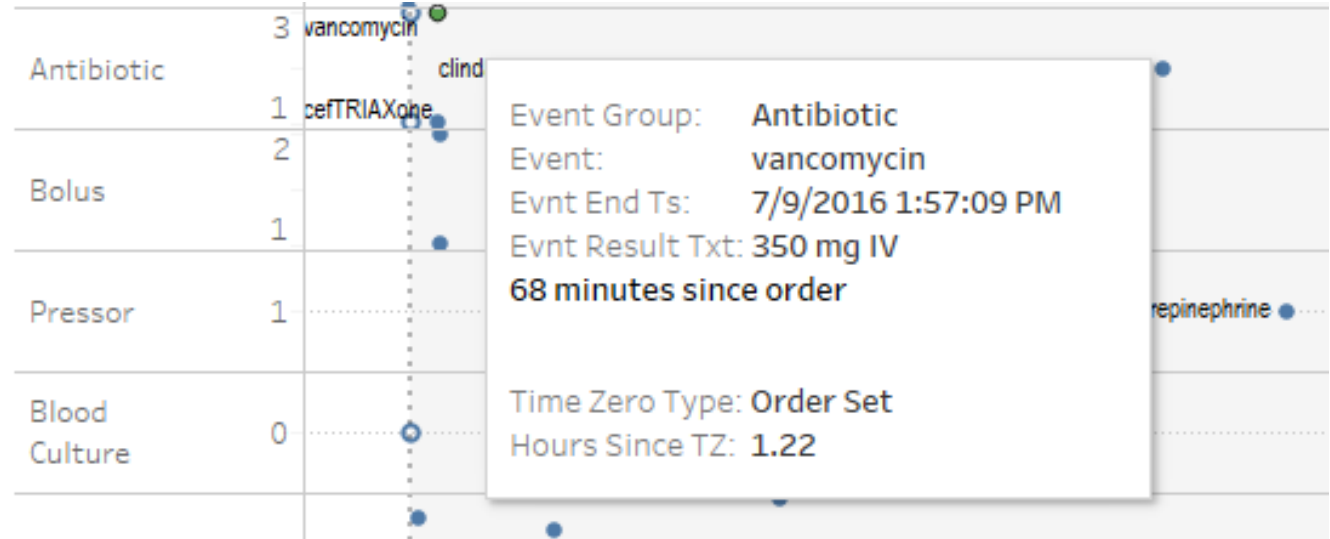 3 vancomycin
Antibiotic
clind
1 cefTRIAXone
2
Bolus
1
Pressor 1
repinephrine
Blood
Culture
0
Event Group: Antibiotic
Event: vancomycin
Evnt End Ts: 7/9/2016 1:57:09 PM
Evnt Result Txt: 350 mg IV
68 minutes since order
Time Zero Type: Order Set
Hours Since TZ: 1.22